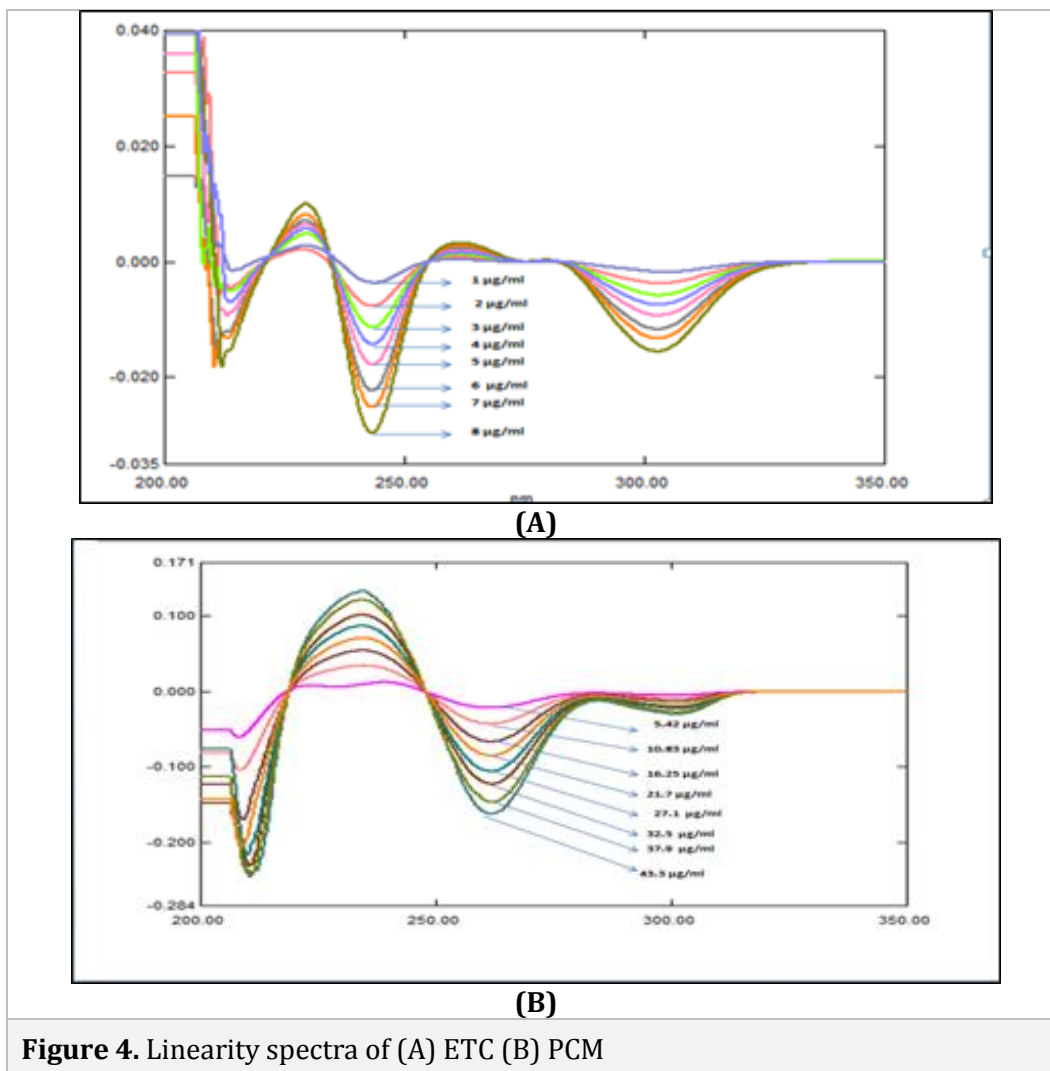 0.040
0.020
0.000
-0.020
-0.035
1 µg/ml
2 µg/ml
3 µg/ml
4 µg/ml
5 µg/ml
6 µg/ml
7 µg/ml
8 µg/ml
200.00 250.00 300.00 350.00
nm
(A)
0.171
0.100
0.000
-0.100
-0.200
-0.284
5.42 µg/ml
10.83 µg/ml
16.25 µg/ml
21.7 µg/ml
27.1 µg/ml
32.5 µg/ml
37.9 µg/ml
43.3 µg/ml
200.00 250.00 300.00 350.00
(B)
Figure 4. Linearity spectra of (A) ETC (B) PCM